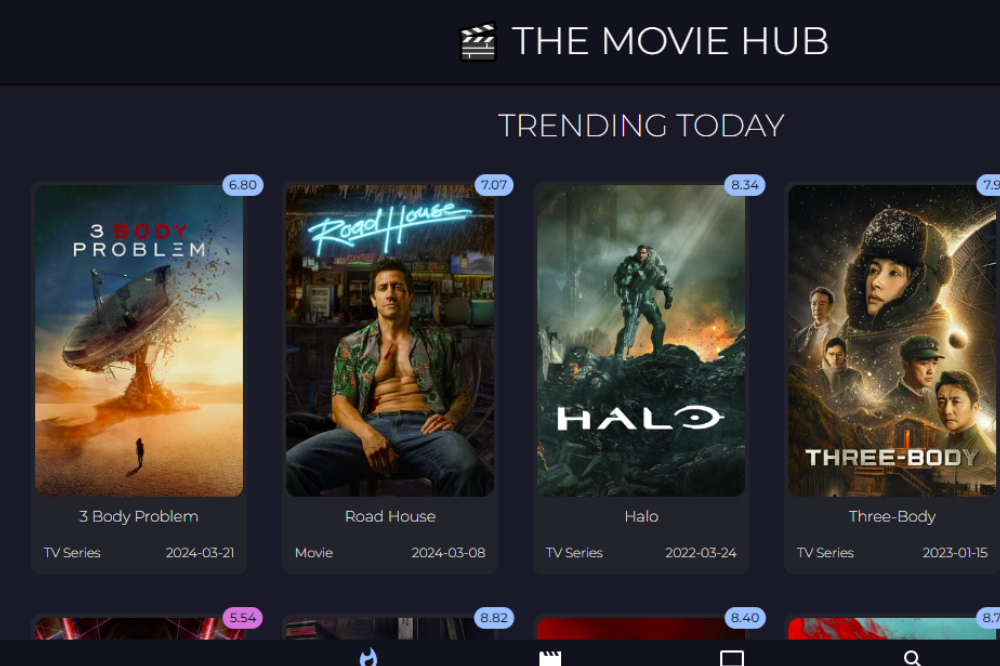 THE MOVIE HUB
TRENDING TODAY
6.80
7.07
8.34
7.9
3 BODY
PROBLEM
Road House
HALO
THREE-BODY
3 Body Problem
Road House
Halo
Three-Body
TV Series
2024-03-21
Movie
2024-03-08
TV Series
2022-03-24
TV Series
2023-01-15
5.54
8.82
8.40
8.7